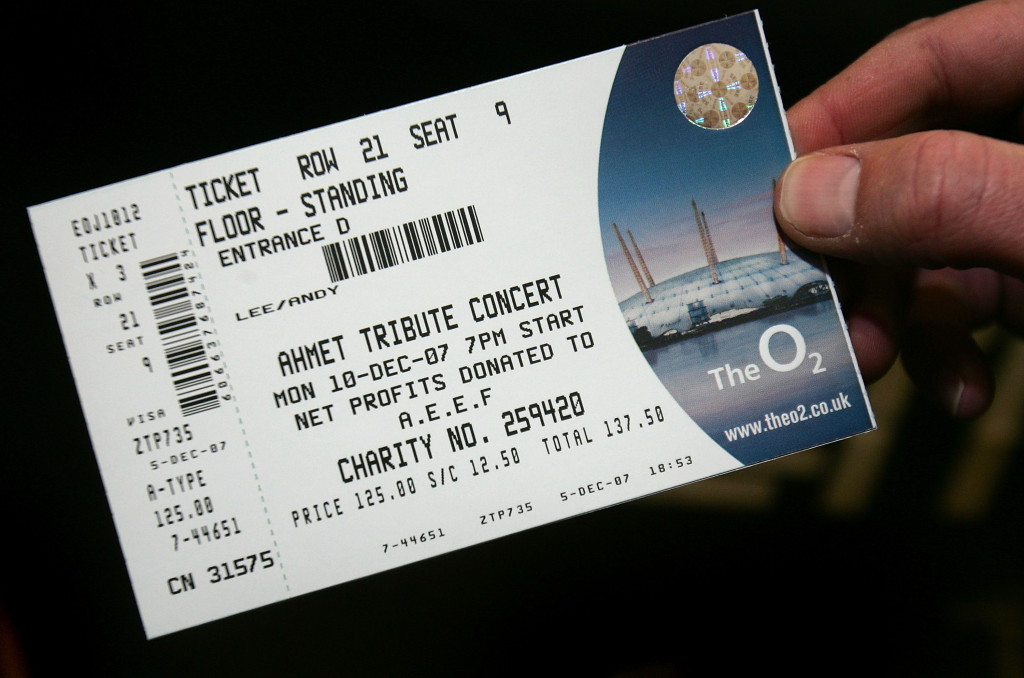 EOJ1012
TICKET
X 3
ROW
21
SEAT
9
VISA
ZTP735
5-DEC-07
A-TYPE
125.00
7-44651
CN 31575
TICKET ROW 21 SEAT 9
FLOOR - STANDING
ENTRANCE D
LEE/ANDY
AHMET TRIBUTE CONCERT
MON 10-DEC-07 7PM START
NET PROFITS DONATED TO
A.E.E.F
CHARITY NO. 259420
PRICE 125.00 S/C 12.50 TOTAL 137.50
7-44651 ZTP735 5-DEC-07 18:53
The O2
www.theo2.co.uk